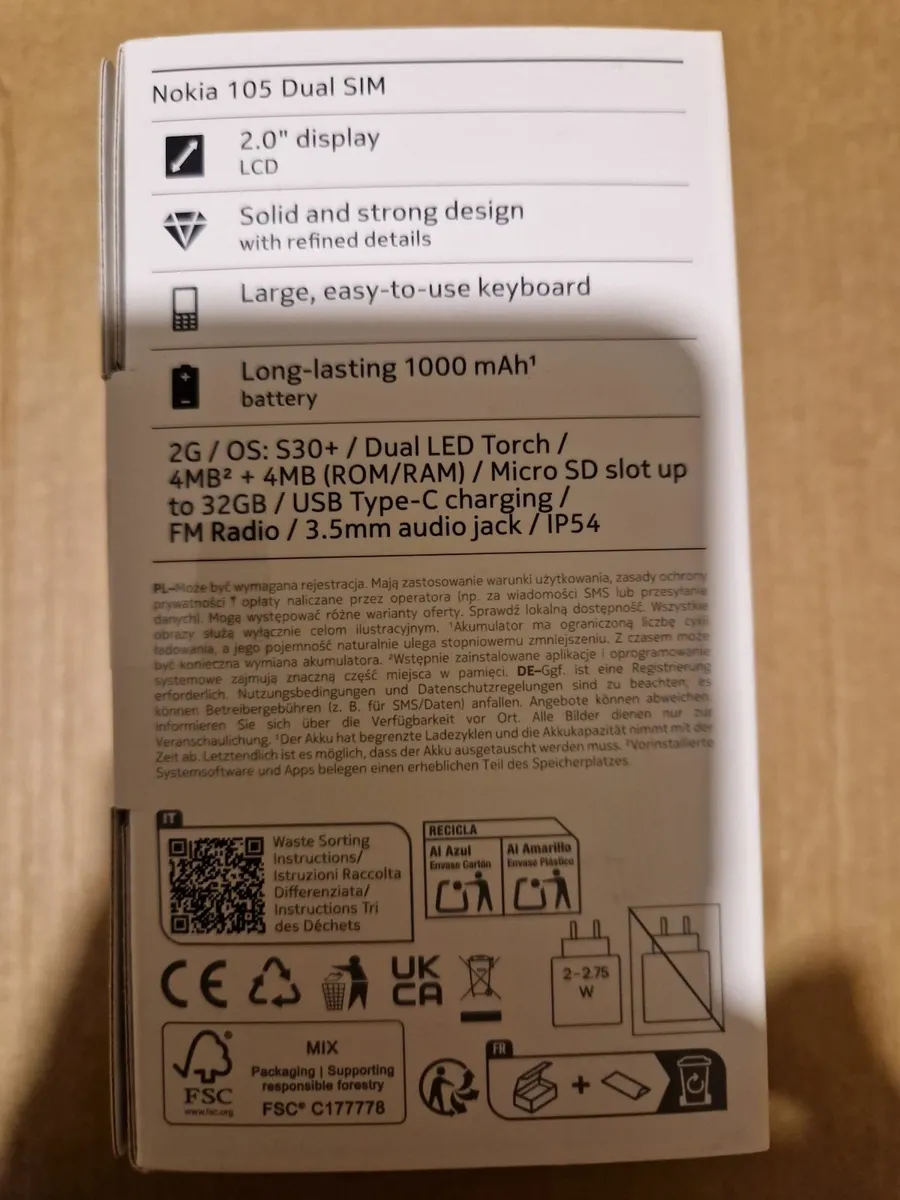 Nokia 105 Dual SIM
2.0" display
LCD
Solid and strong design
with refined details
Large, easy-to-use keyboard
Long-lasting 1000 mAh¹
battery
2G / OS: S30+ / Dual LED Torch /
4MB² + 4MB (ROM/RAM) / Micro SD slot up
to 32GB / USB Type-C charging /
FM Radio / 3.5mm audio jack / IP54
PL–Może być wymagana rejestracja. Mają zastosowanie warunki użytkowania, zasady ochrony
prywatności i opłaty naliczane przez operatora (np. za wiadomości SMS lub przesyłanie
danych). Mogą występować różne warianty oferty. Sprawdź lokalną dostępność. Wszystkie
obrazy służą wyłącznie celom ilustracyjnym. ¹Akumulator ma ograniczoną liczbę cykli
ładowania, a jego pojemność naturalnie ulega stopniowemu zmniejszeniu. Z czasem może
być konieczna wymiana akumulatora. ²Wstępnie zainstalowane aplikacje i oprogramowanie
systemowe zajmują znaczną część miejsca w pamięci. DE–Ggf. ist eine Registrierung
erforderlich. Nutzungsbedingungen und Datenschutzregelungen sind zu beachten; es
können Betreibergebühren (z. B. für SMS/Daten) anfallen. Angebote können abweichen,
informieren Sie sich über die Verfügbarkeit vor Ort. Alle Bilder dienen nur zur
Veranschaulichung. ¹Der Akku hat begrenzte Ladezyklen und die Akkukapazität nimmt mit der
Zeit ab. Letztendlich ist es möglich, dass der Akku ausgetauscht werden muss. ²Vorinstallierte
Systemsoftware und Apps belegen einen erheblichen Teil des Speicherplatzes.
IT
Waste Sorting
Instructions/
Istruzioni Raccolta
Differenziata/
Instructions Tri
des Déchets
RECICLA
Al Azul
Envase Cartón
Al Amarillo
Envase Plástico
CE
UK
CA
2–2.75
W
FSC
www.fsc.org
MIX
Packaging | Supporting
responsible forestry
FSC® C177778
FR
+